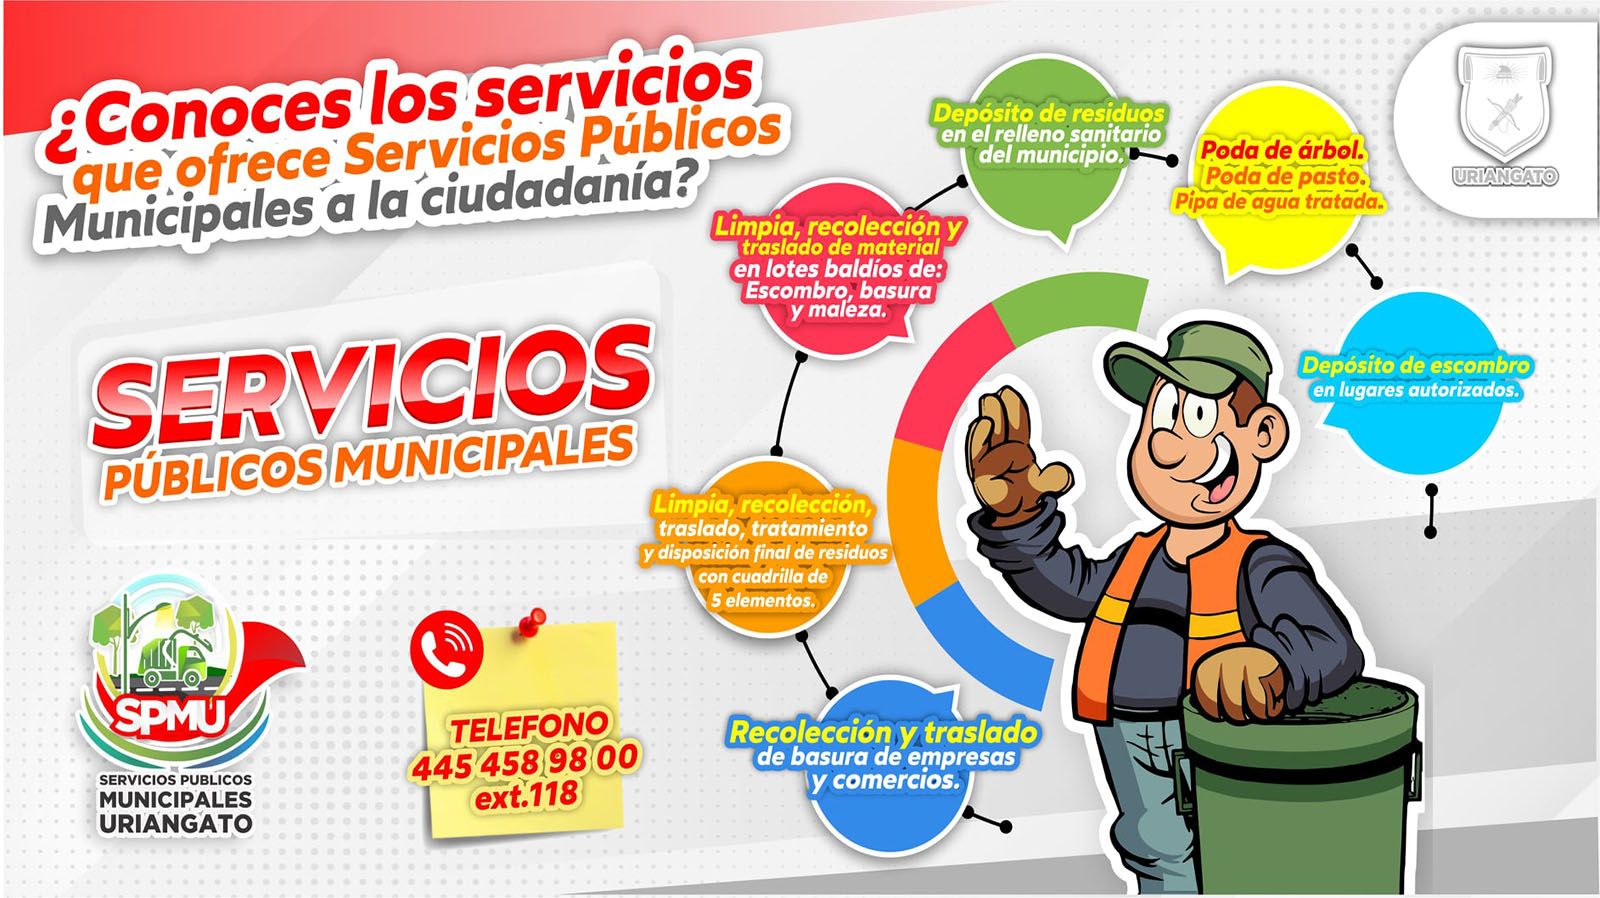 ¿Conoces los servicios
que ofrece Servicios Públicos
Municipales a la ciudadanía?
SERVICIOS
PÚBLICOS MUNICIPALES
SPMU
SERVICIOS PUBLICOS
MUNICIPALES
URIANGATO
TELEFONO
445 458 98 00
ext.118
Recolección y traslado
de basura de empresas
y comercios.
Limpia, recolección,
traslado, tratamiento
y disposición final de residuos
con cuadrilla de
5 elementos.
Limpia, recolección y
traslado de material
en lotes baldíos de:
Escombro, basura
y maleza.
Depósito de residuos
en el relleno sanitario
del municipio.
Poda de árbol.
Poda de pasto.
Pipa de agua tratada.
Depósito de escombro
en lugares autorizados.
URIANGATO